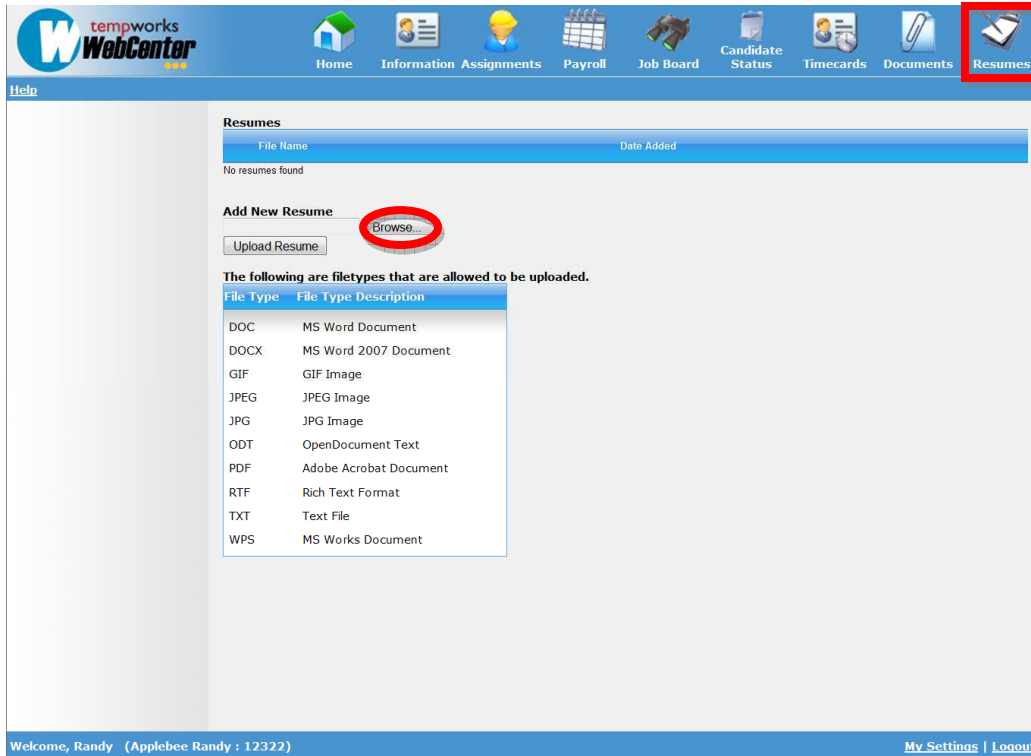 tempworks
WebCenter
Home Information Assignments Payroll Job Board Candidate Status Timecards Documents Resumes
Help
Resumes
File Name Date Added
No resumes found
Add New Resume
Browse...
Upload Resume
The following are filetypes that are allowed to be uploaded.
File Type File Type Description
DOC MS Word Document
DOCX MS Word 2007 Document
GIF GIF Image
JPEG JPEG Image
JPG JPG Image
ODT OpenDocument Text
PDF Adobe Acrobat Document
RTF Rich Text Format
TXT Text File
WPS MS Works Document
Welcome, Randy (Applebee Randy : 12322) My Settings | Logou